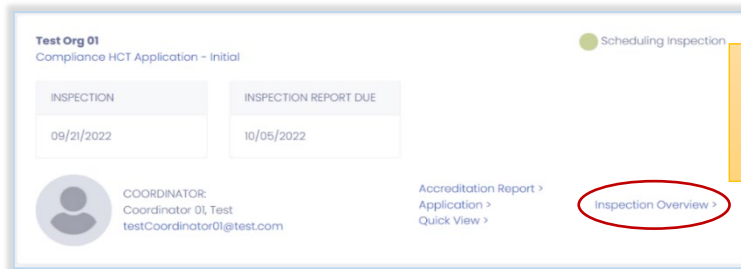 Test Org 01
Compliance HCT Application - Initial
Scheduling Inspection
INSPECTION
INSPECTION REPORT DUE
09/21/2022
10/05/2022
COORDINATOR:
Coordinator 01, Test
testCoordinator01@test.com
Accreditation Report >
Application >
Quick View >
Inspection Overview >